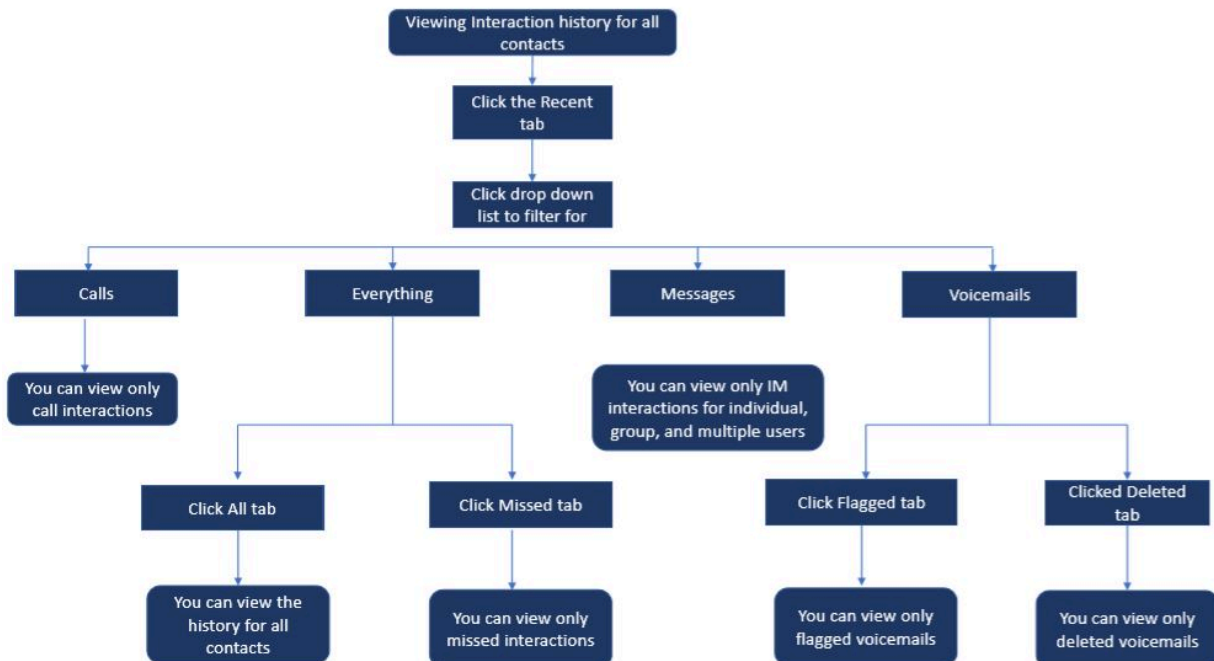 Viewing Interaction history for all
contacts
Click the Recent
tab
Click drop down
list to filter for
Calls
Everything
Messages
Voicemails
You can view only
call interactions
You can view only IM
interactions for individual,
group, and multiple users
Click All tab
Click Missed tab
Click Flagged tab
Clicked Deleted
tab
You can view the
history for all
contacts
You can view only
missed interactions
You can view only
flagged voicemails
You can view only
deleted voicemails